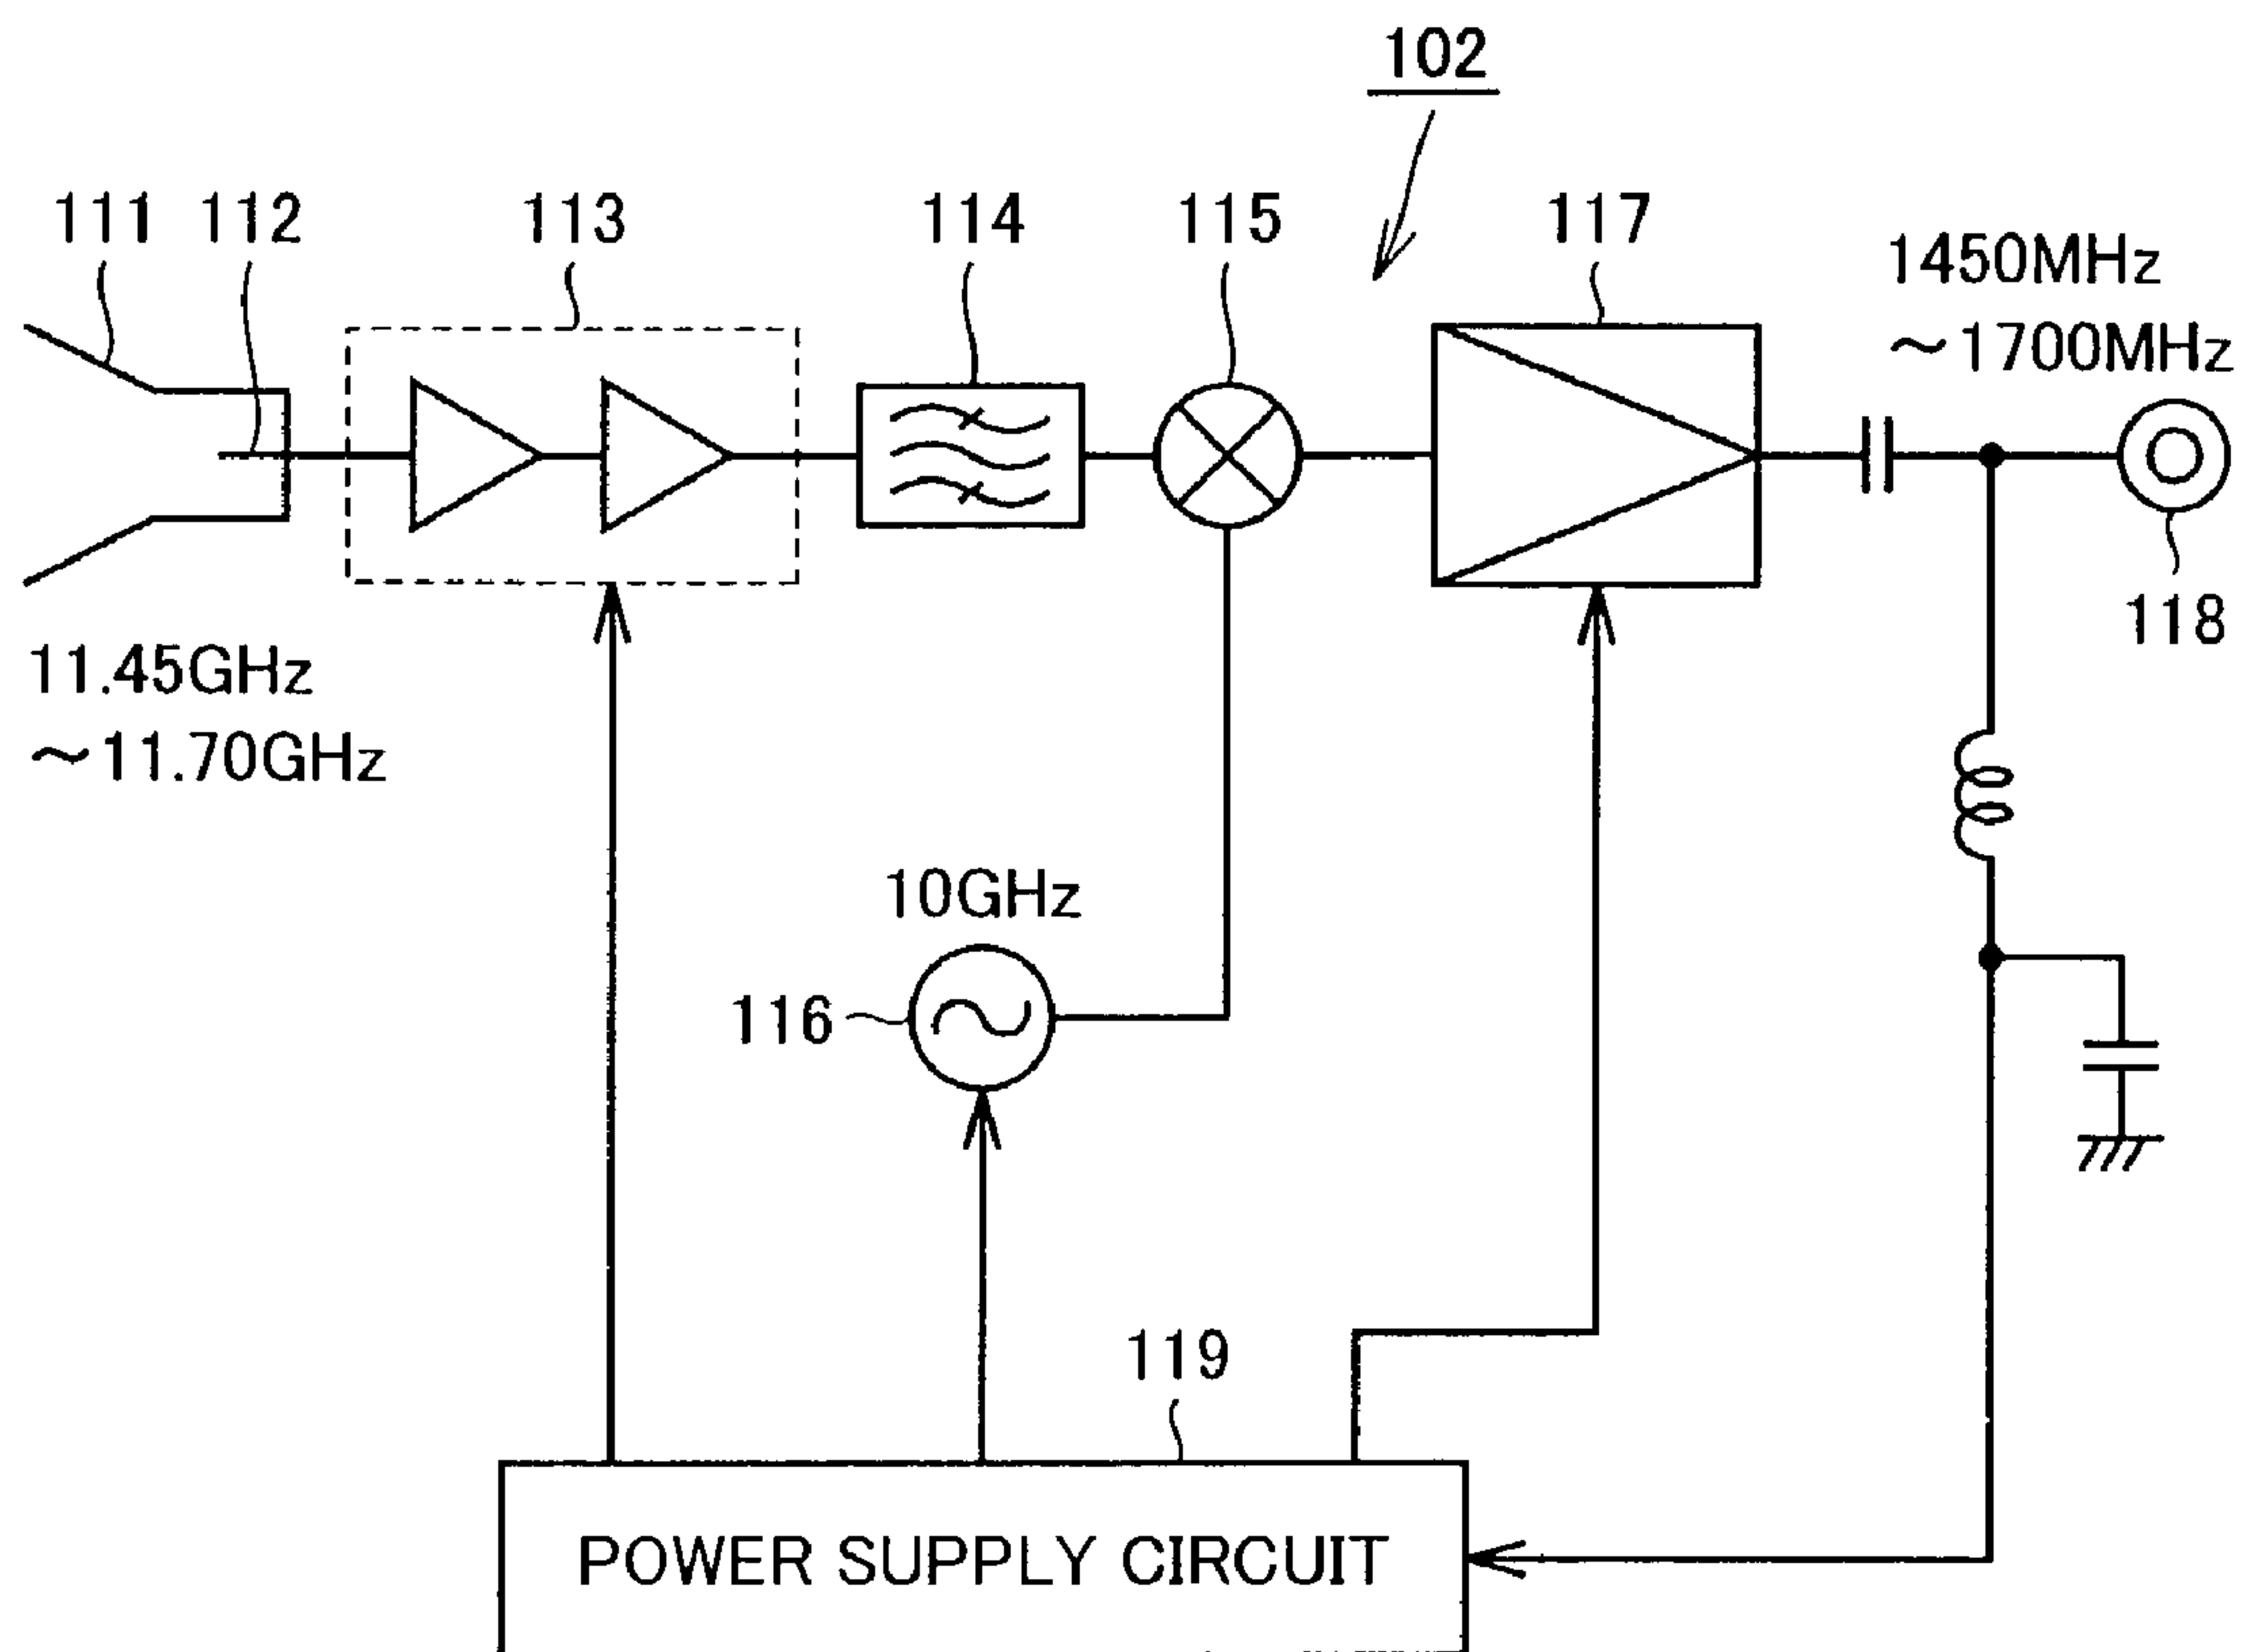 102
111
112
113
114
115
117
1450MHz
~1700MHz
118
11.45GHz
~11.70GHz
10GHz
116
119
POWER SUPPLY CIRCUIT